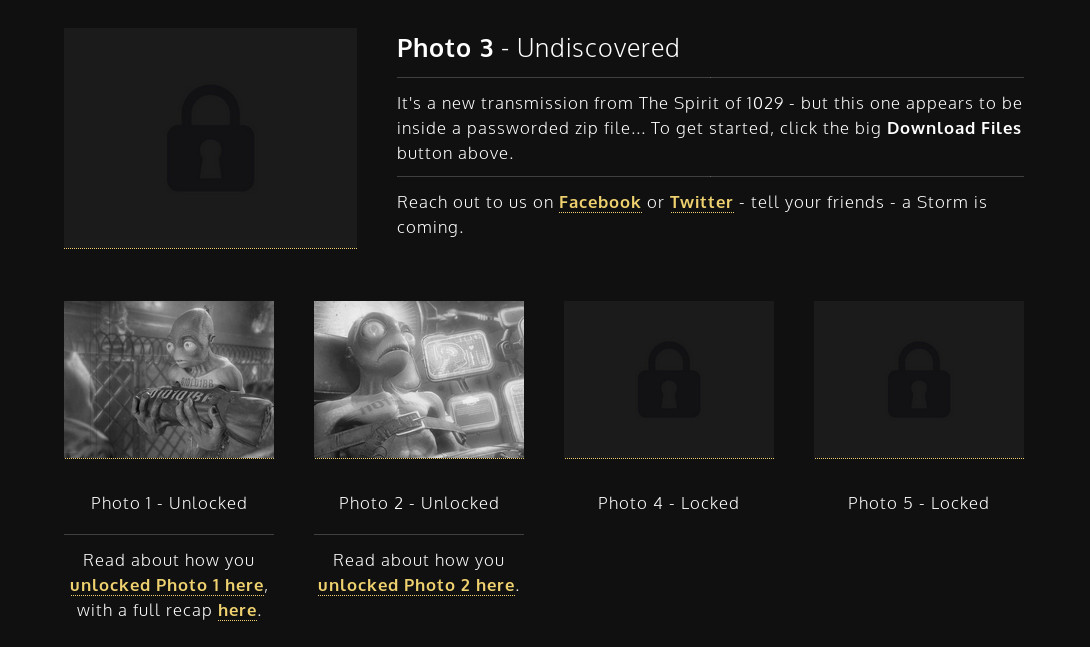 Photo 3 - Undiscovered
It's a new transmission from The Spirit of 1029 - but this one appears to be
inside a passworded zip file... To get started, click the big Download Files
button above.
Reach out to us on Facebook or Twitter - tell your friends - a Storm is
coming.
Photo 1 - Unlocked
Photo 2 - Unlocked
Photo 4 - Locked
Photo 5 - Locked
Read about how you
unlocked Photo 1 here,
with a full recap here.
Read about how you
unlocked Photo 2 here.